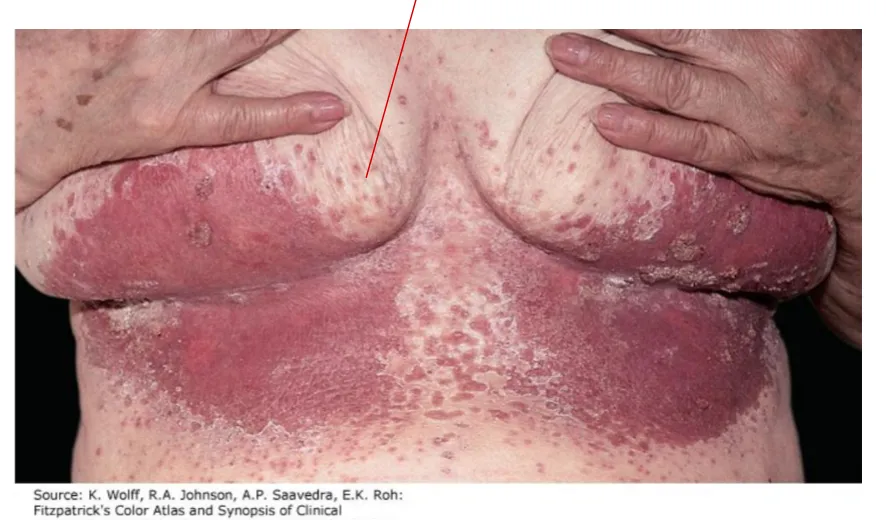 Source: K. Wolff, R.A. Johnson, A.P. Saavedra, E.K. Roh:
Fitzpatrick's Color Atlas and Synopsis of Clinical